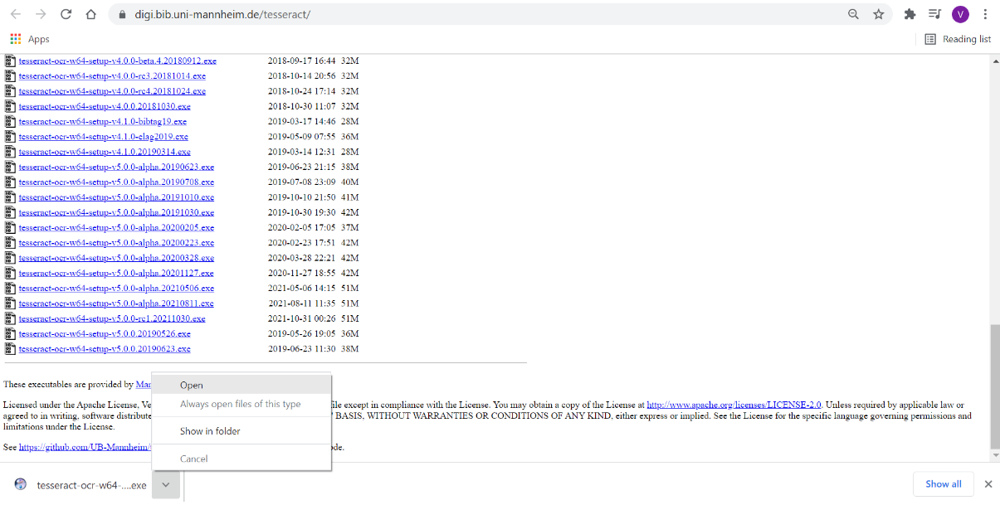 digi.bib.uni-mannheim.de/tesseract/
V
Apps
Reading list
tesseract-ocr-w64-setup-v4.0.0-beta.4.20180912.exe 2018-09-17 16:44 32M
tesseract-ocr-w64-setup-v4.0.0-rc3.20181014.exe 2018-10-14 20:56 32M
tesseract-ocr-w64-setup-v4.0.0-rc4.20181024.exe 2018-10-24 17:14 32M
tesseract-ocr-w64-setup-v4.0.0.20181030.exe 2018-10-30 11:07 32M
tesseract-ocr-w64-setup-v4.1.0-bibtag19.exe 2019-03-17 14:46 28M
tesseract-ocr-w64-setup-v4.1.0-elag2019.exe 2019-05-09 07:55 36M
tesseract-ocr-w64-setup-v4.1.0.20190314.exe 2019-03-14 12:31 28M
tesseract-ocr-w64-setup-v5.0.0-alpha.20190623.exe 2019-06-23 21:15 38M
tesseract-ocr-w64-setup-v5.0.0-alpha.20190708.exe 2019-07-08 23:09 40M
tesseract-ocr-w64-setup-v5.0.0-alpha.20191010.exe 2019-10-10 21:50 41M
tesseract-ocr-w64-setup-v5.0.0-alpha.20191030.exe 2019-10-30 19:30 42M
tesseract-ocr-w64-setup-v5.0.0-alpha.20200205.exe 2020-02-05 17:05 37M
tesseract-ocr-w64-setup-v5.0.0-alpha.20200223.exe 2020-02-23 17:51 42M
tesseract-ocr-w64-setup-v5.0.0-alpha.20200328.exe 2020-03-28 22:21 42M
tesseract-ocr-w64-setup-v5.0.0-alpha.20201127.exe 2020-11-27 18:55 42M
tesseract-ocr-w64-setup-v5.0.0-alpha.20210506.exe 2021-05-06 14:15 51M
tesseract-ocr-w64-setup-v5.0.0-alpha.20210811.exe 2021-08-11 11:35 51M
tesseract-ocr-w64-setup-v5.0.0-rc1.20211030.exe 2021-10-31 00:26 51M
tesseract-ocr-w64-setup-v5.0.0.20190526.exe 2019-05-26 19:05 36M
tesseract-ocr-w64-setup-v5.0.0.20190623.exe 2019-06-23 11:30 38M
These executables are provided by Man
Licensed under the Apache License, Ve file except in compliance with the License. You may obtain a copy of the License at http://www.apache.org/licenses/LICENSE-2.0. Unless required by applicable law or
agreed to in writing, software distribute BASIS, WITHOUT WARRANTIES OR CONDITIONS OF ANY KIND, either express or implied. See the License for the specific language governing permissions and
limitations under the License.
See https://github.com/UB-Mannheim/ ode.
Open
Always open files of this type
Show in folder
Cancel
tesseract-ocr-w64-....exe
Show all